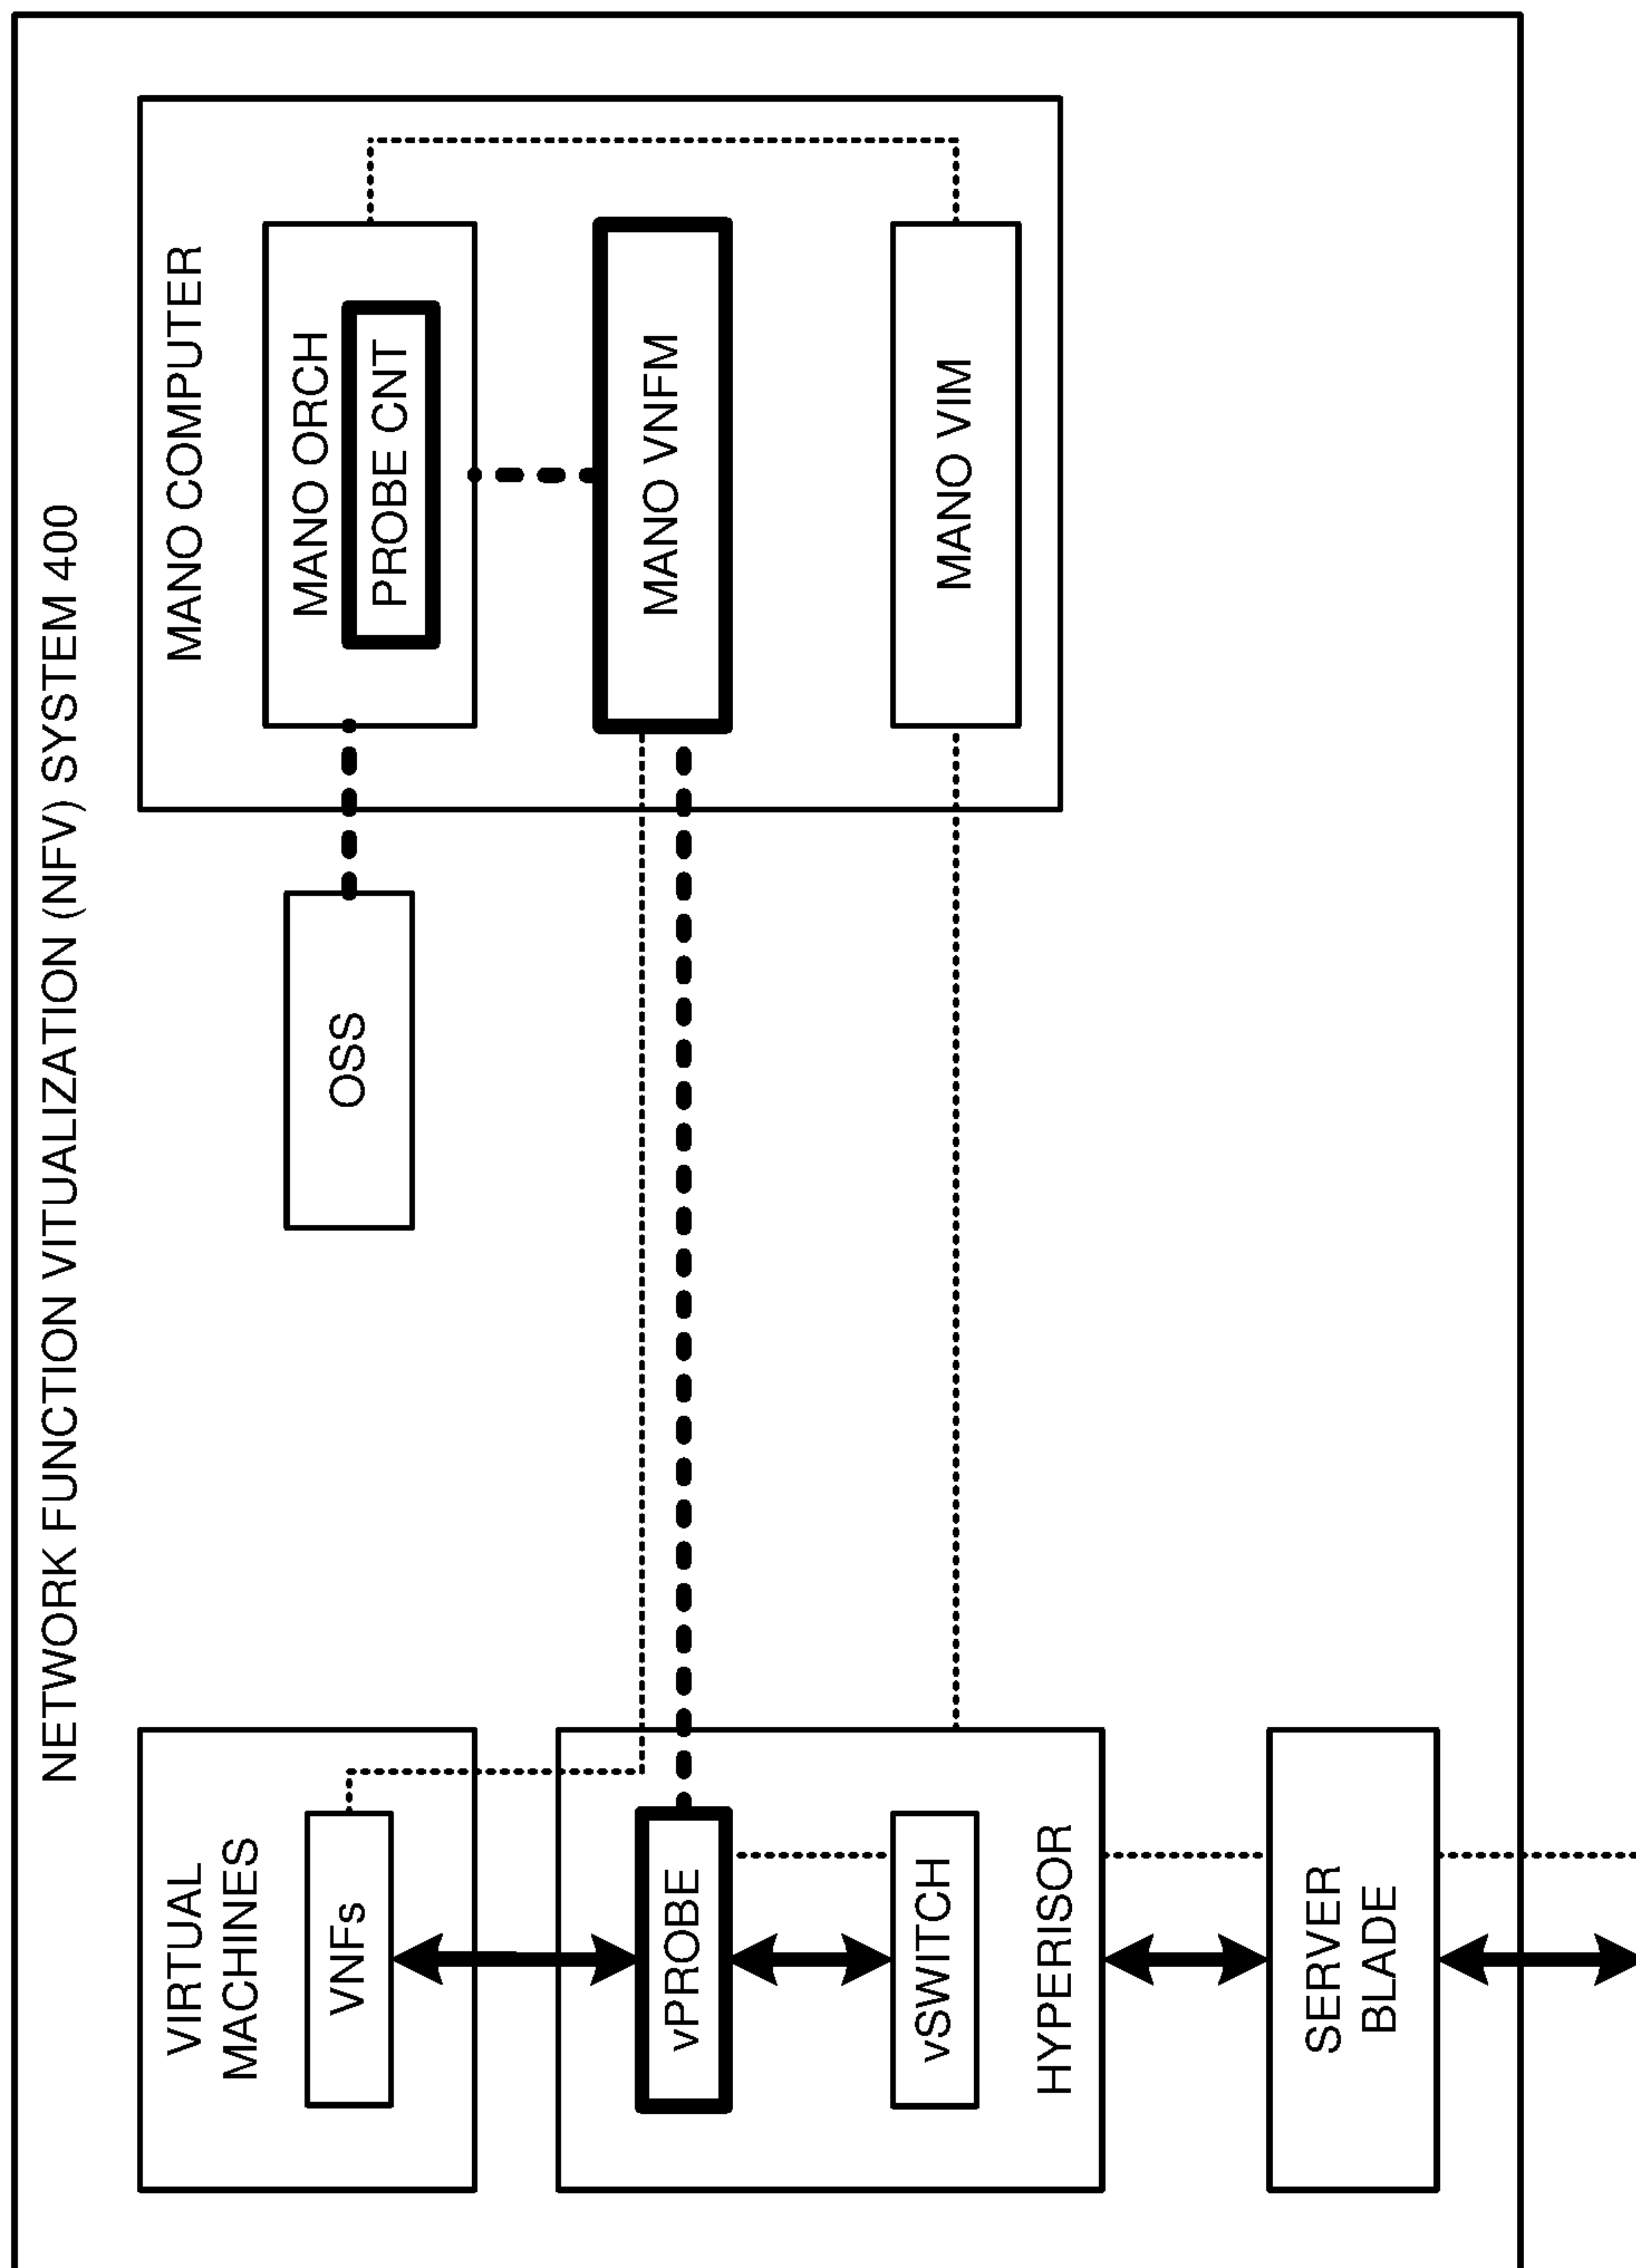 NETWORK FUNCTION VITUALIZATION (NFV) SYSTEM 400
VIRTUAL
MACHINES
VNFs
vPROBE
vSWITCH
HYPERISOR
SERVER
BLADE
OSS
MANO COMPUTER
MANO ORCH
PROBE CNT
MANO VNFM
MANO VIM